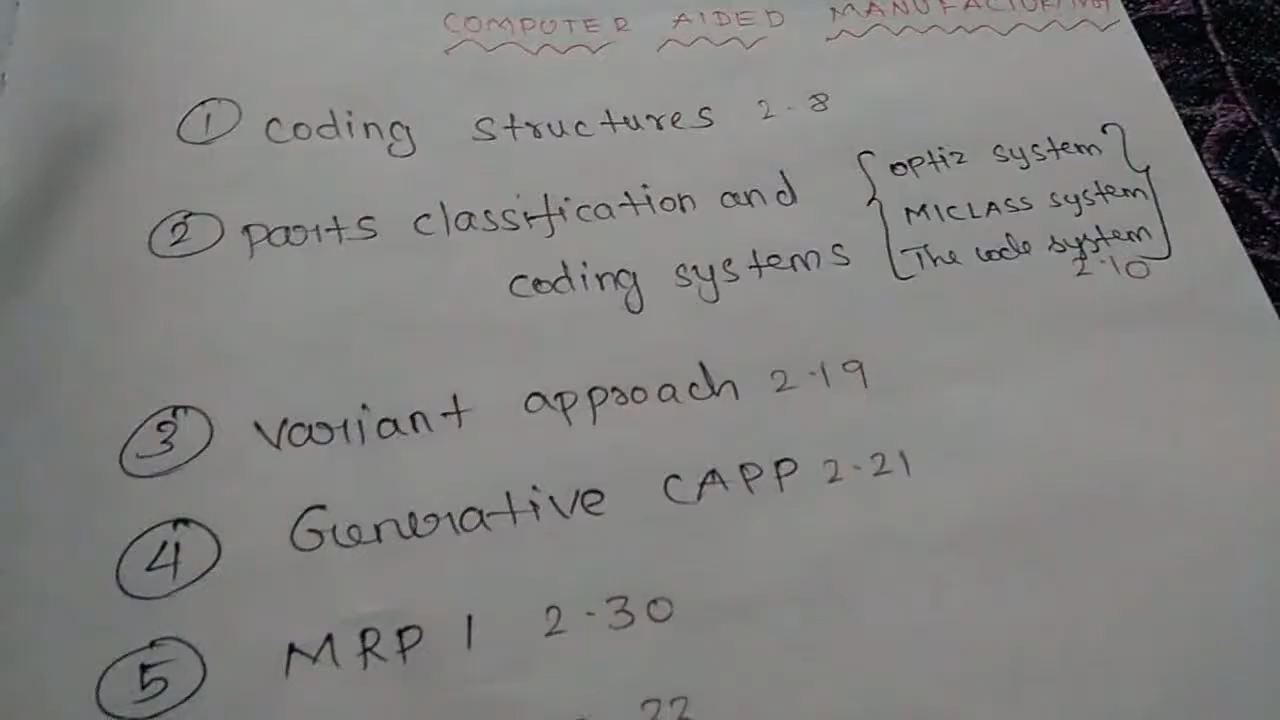 COMPUTER AIDED MANUFACTURING
① coding structures 2.8
② parts classification and
coding systems
{ optiz system }
MICLASS system
The code system
2.10
③ variant approach 2.19
④ Generative CAPP 2.21
⑤ MRP I 2.30